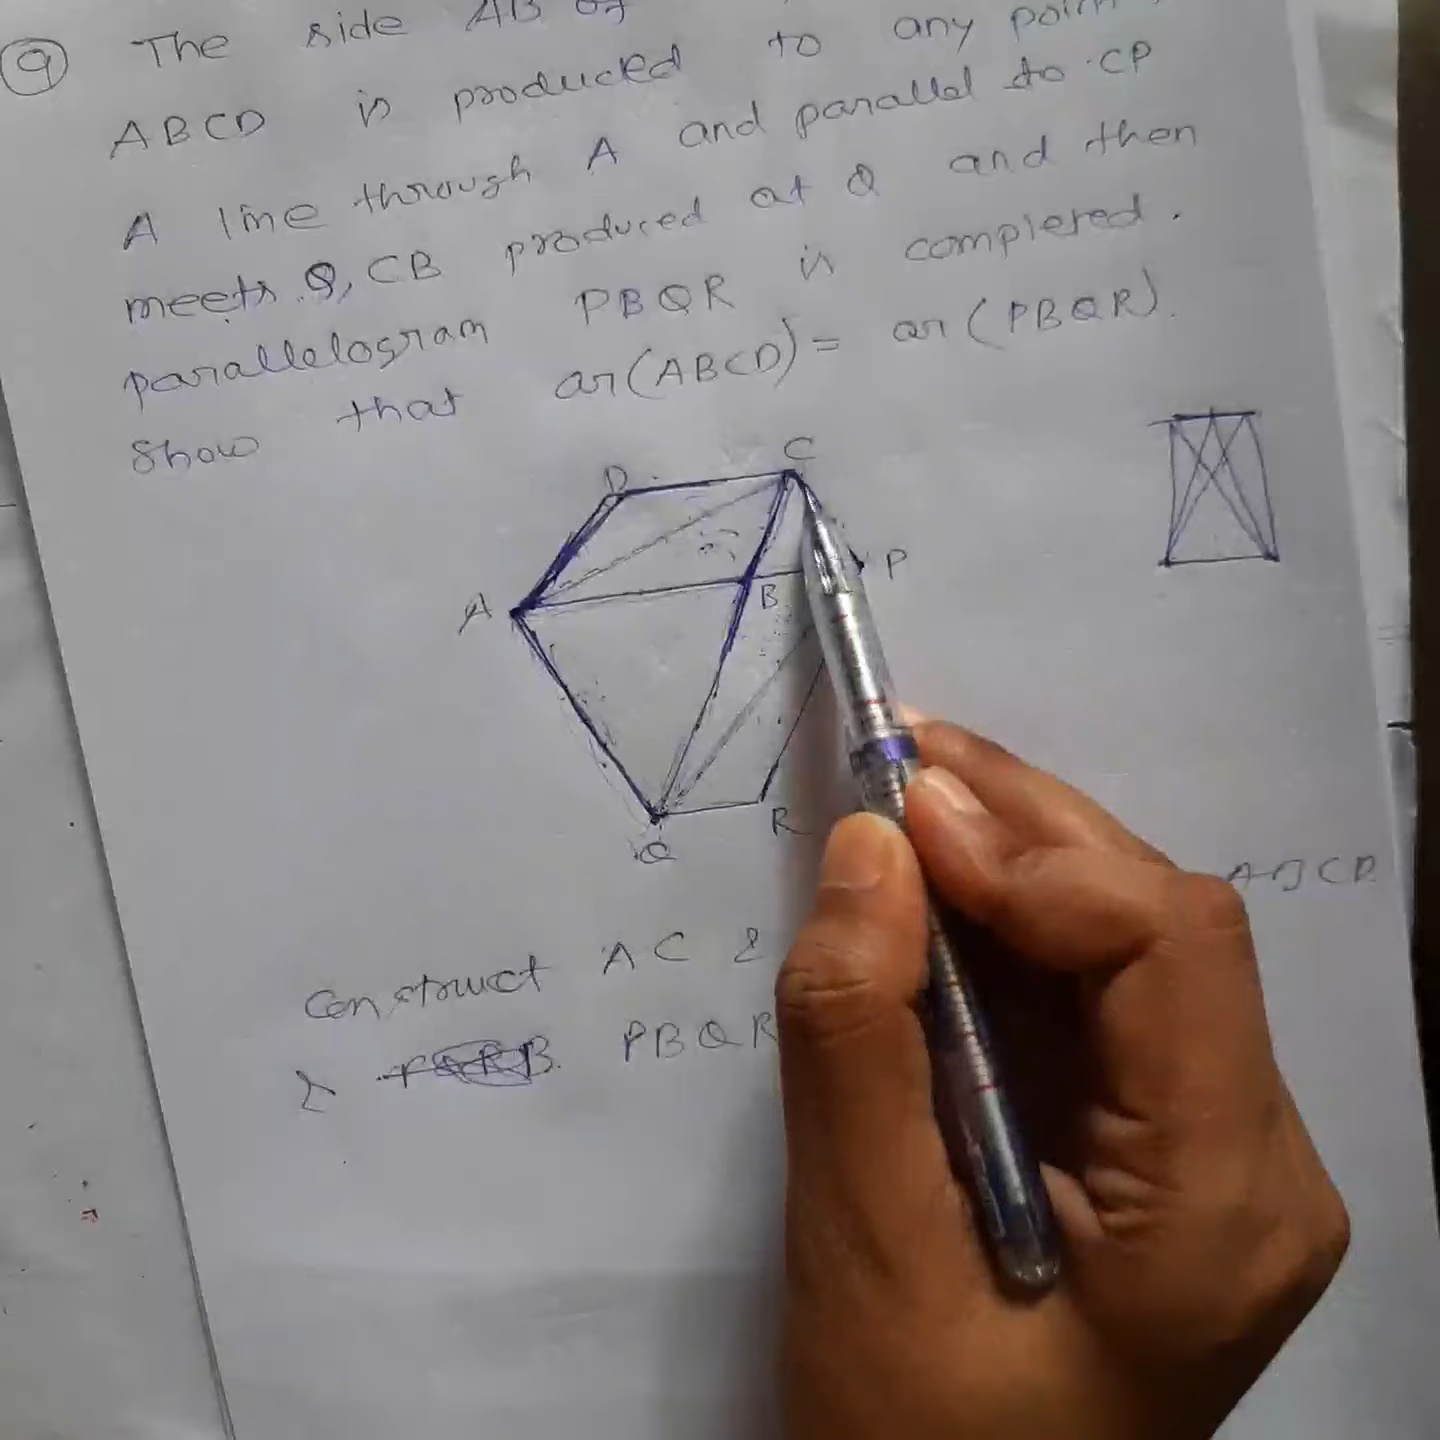 9 The side AB of
ABCD is produced to any point
A line through A and parallel to CP
meets Q, CB produced at Q and then
parallelogram PBQR is completed.
Show that ar(ABCD) = ar(PBQR).
D C
A B P
Q R
Construct AC &
PBQR